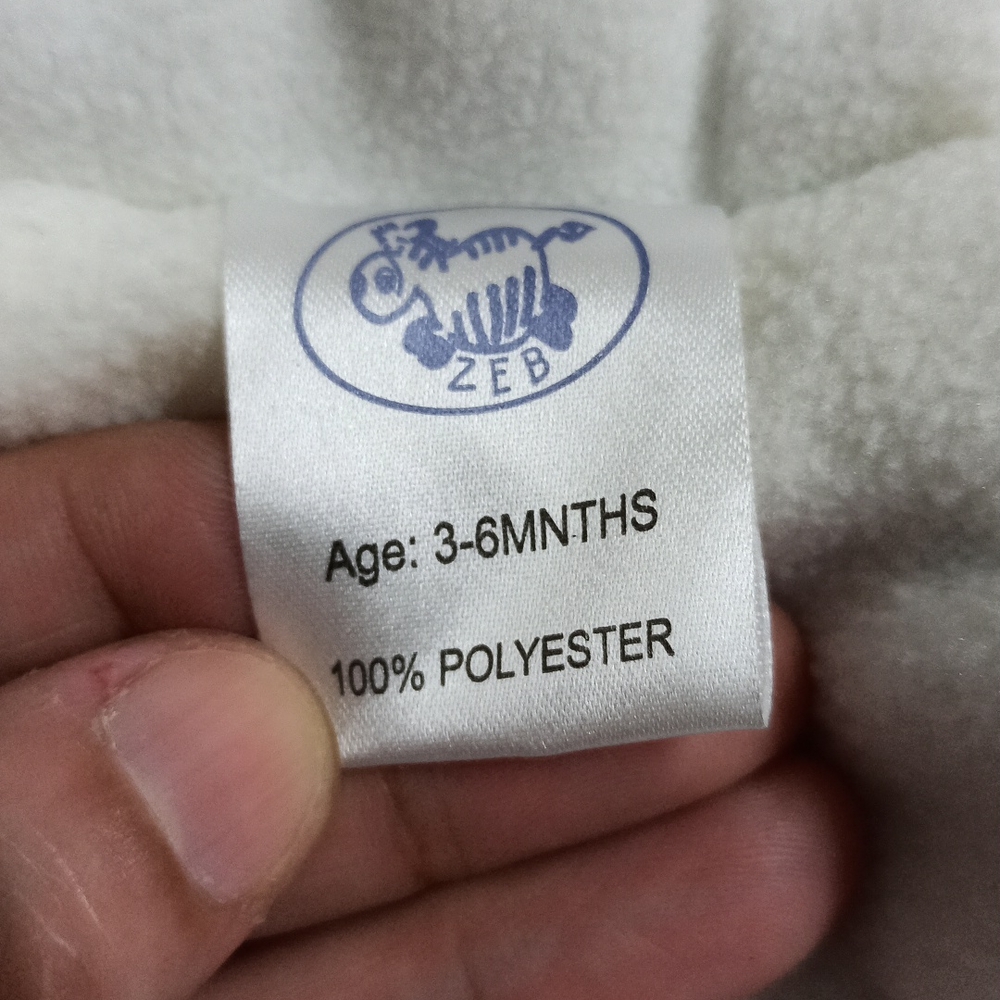 ZEB
Age: 3-6MNTHS
100% POLYESTER